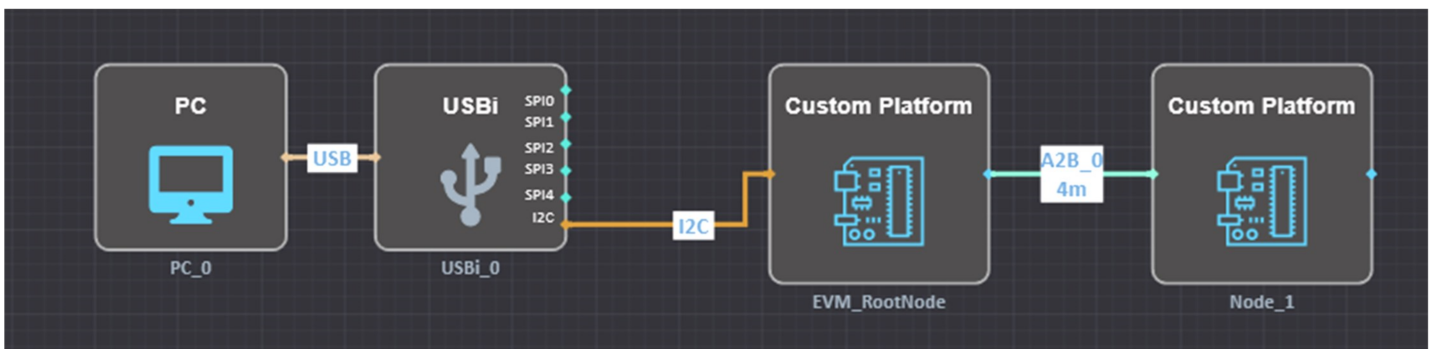 PC
PC_0
USB
USBi
SPI0
SPI1
SPI2
SPI3
SPI4
I2C
USBi_0
I2C
Custom Platform
EVM_RootNode
A2B_0
4m
Custom Platform
Node_1